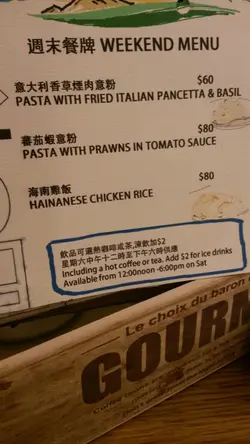 週末餐牌 WEEKEND MENU
意大利香草煙肉意粉 $60
PASTA WITH FRIED ITALIAN PANCETTA & BASIL
蕃茄蝦意粉 $80
PASTA WITH PRAWNS IN TOMATO SAUCE
海南雞飯 $80
HAINANESE CHICKEN RICE
飲品可選熱咖啡或茶,凍飲加$2
星期六中午十二時至下午六時供應
Including a hot coffee or tea. Add $2 for ice drinks
Available from 12:00noon -6:00pm on Sat
Le choix du baron
GOURM